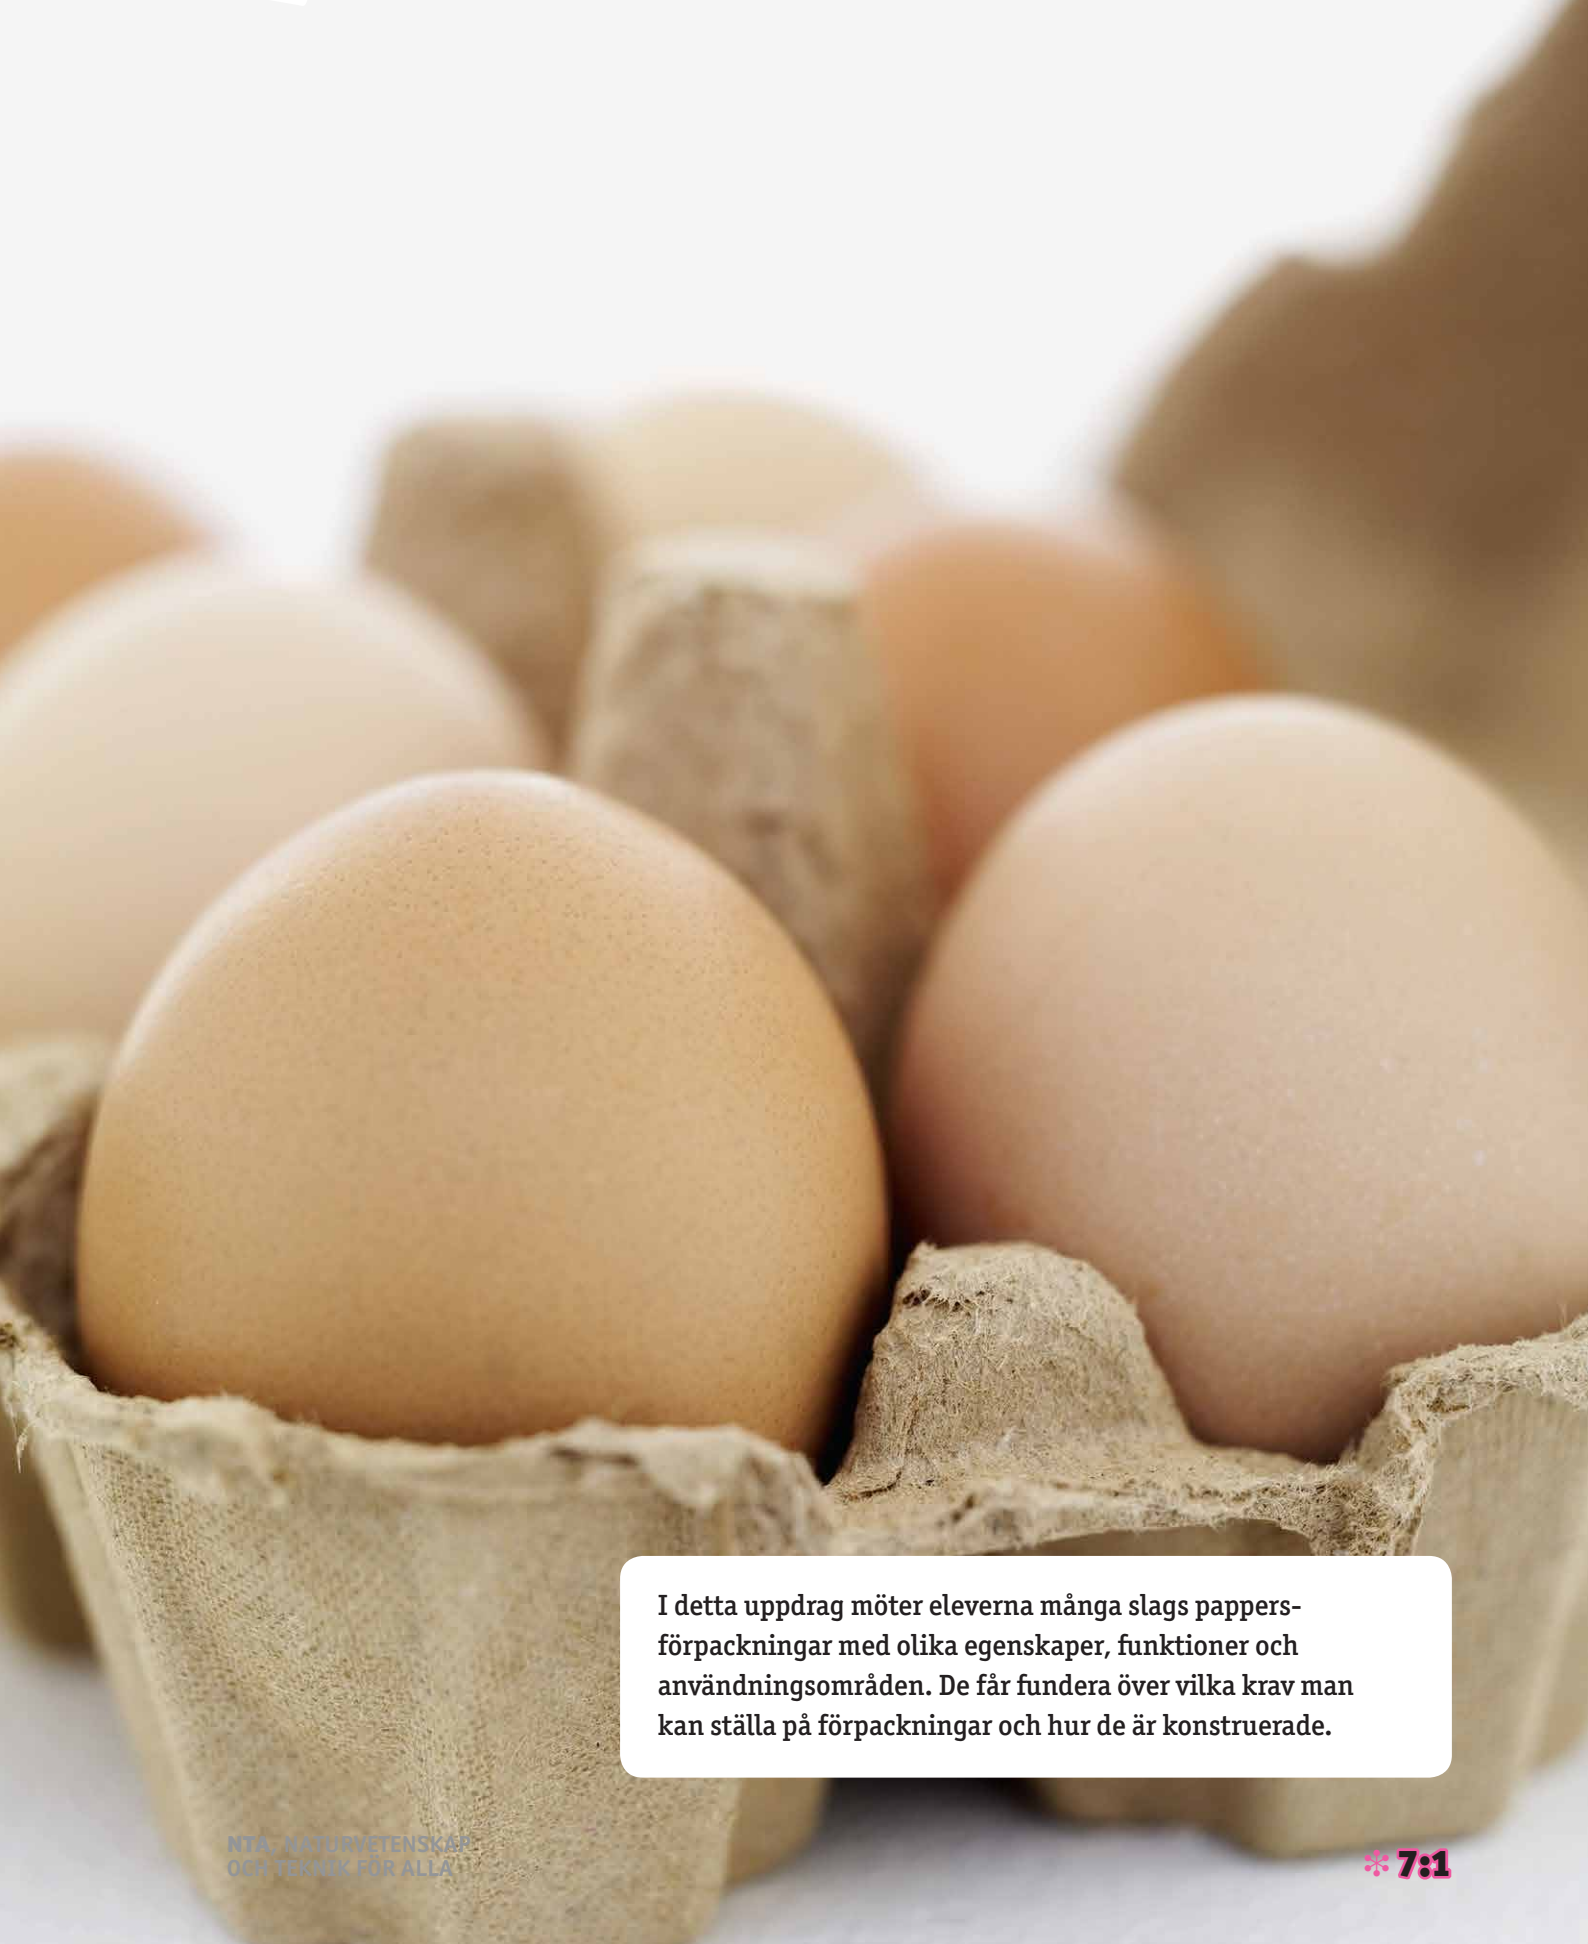 I detta uppdrag möter eleverna många slags pappers-
förpackningar med olika egenskaper, funktioner och
användningsområden. De får fundera över vilka krav man
kan ställa på förpackningar och hur de är konstruerade.
NTA, NATURVETENSKAP
OCH TEKNIK FÖR ALLA
7:1